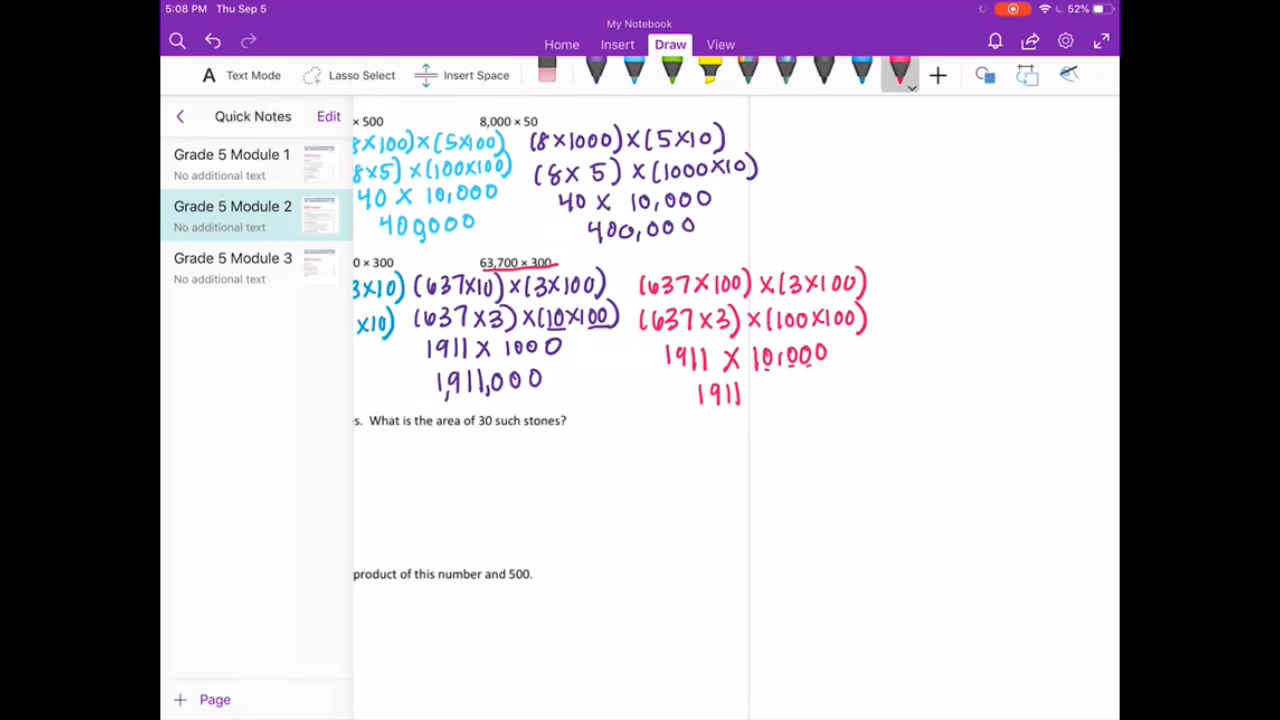 5:08 PM Thu Sep 5
52%
My Notebook
Home Insert Draw View
A Text Mode Lasso Select Insert Space
Quick Notes Edit
Grade 5 Module 1
No additional text
Grade 5 Module 2
No additional text
Grade 5 Module 3
No additional text
+ Page
× 500
8×100)×(5×100)
8×5)×(100×100)
40 × 10,000
400,000
8,000 × 50
(8×1000)×(5×10)
(8×5)×(1000×10)
40 × 10,000
400,000
0 × 300
3×10)
×10)
63,700 × 300
(637×10)×(3×100)
(637×3)×(10×100)
1911 × 1000
1,911,000
(637×100)×(3×100)
(637×3)×(100×100)
1911 × 10,000
1911
es. What is the area of 30 such stones?
product of this number and 500.